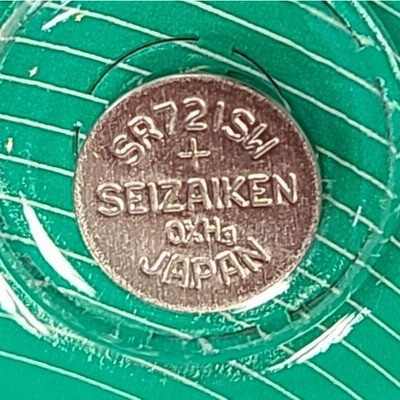 SR721SW
+
SEIZAIKEN
0%Hg
JAPAN